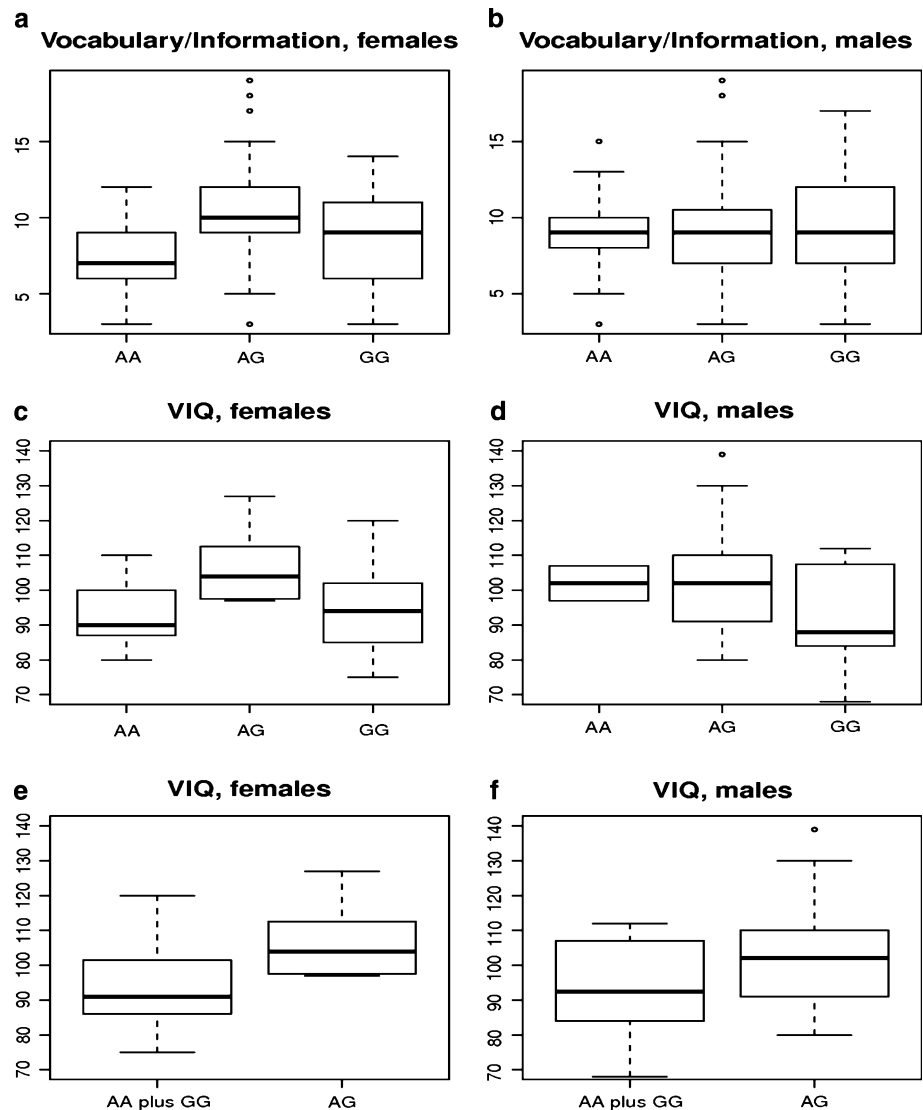 a
Vocabulary/Information, females
15
10
5
AA AG GG
b
Vocabulary/Information, males
15
10
5
AA AG GG
c
VIQ, females
140
130
120
110
100
90
80
70
AA AG GG
d
VIQ, males
140
130
120
110
100
90
80
70
AA AG GG
e
VIQ, females
140
130
120
110
100
90
80
70
AA plus GG AG
f
VIQ, males
140
130
120
110
100
90
80
70
AA plus GG AG